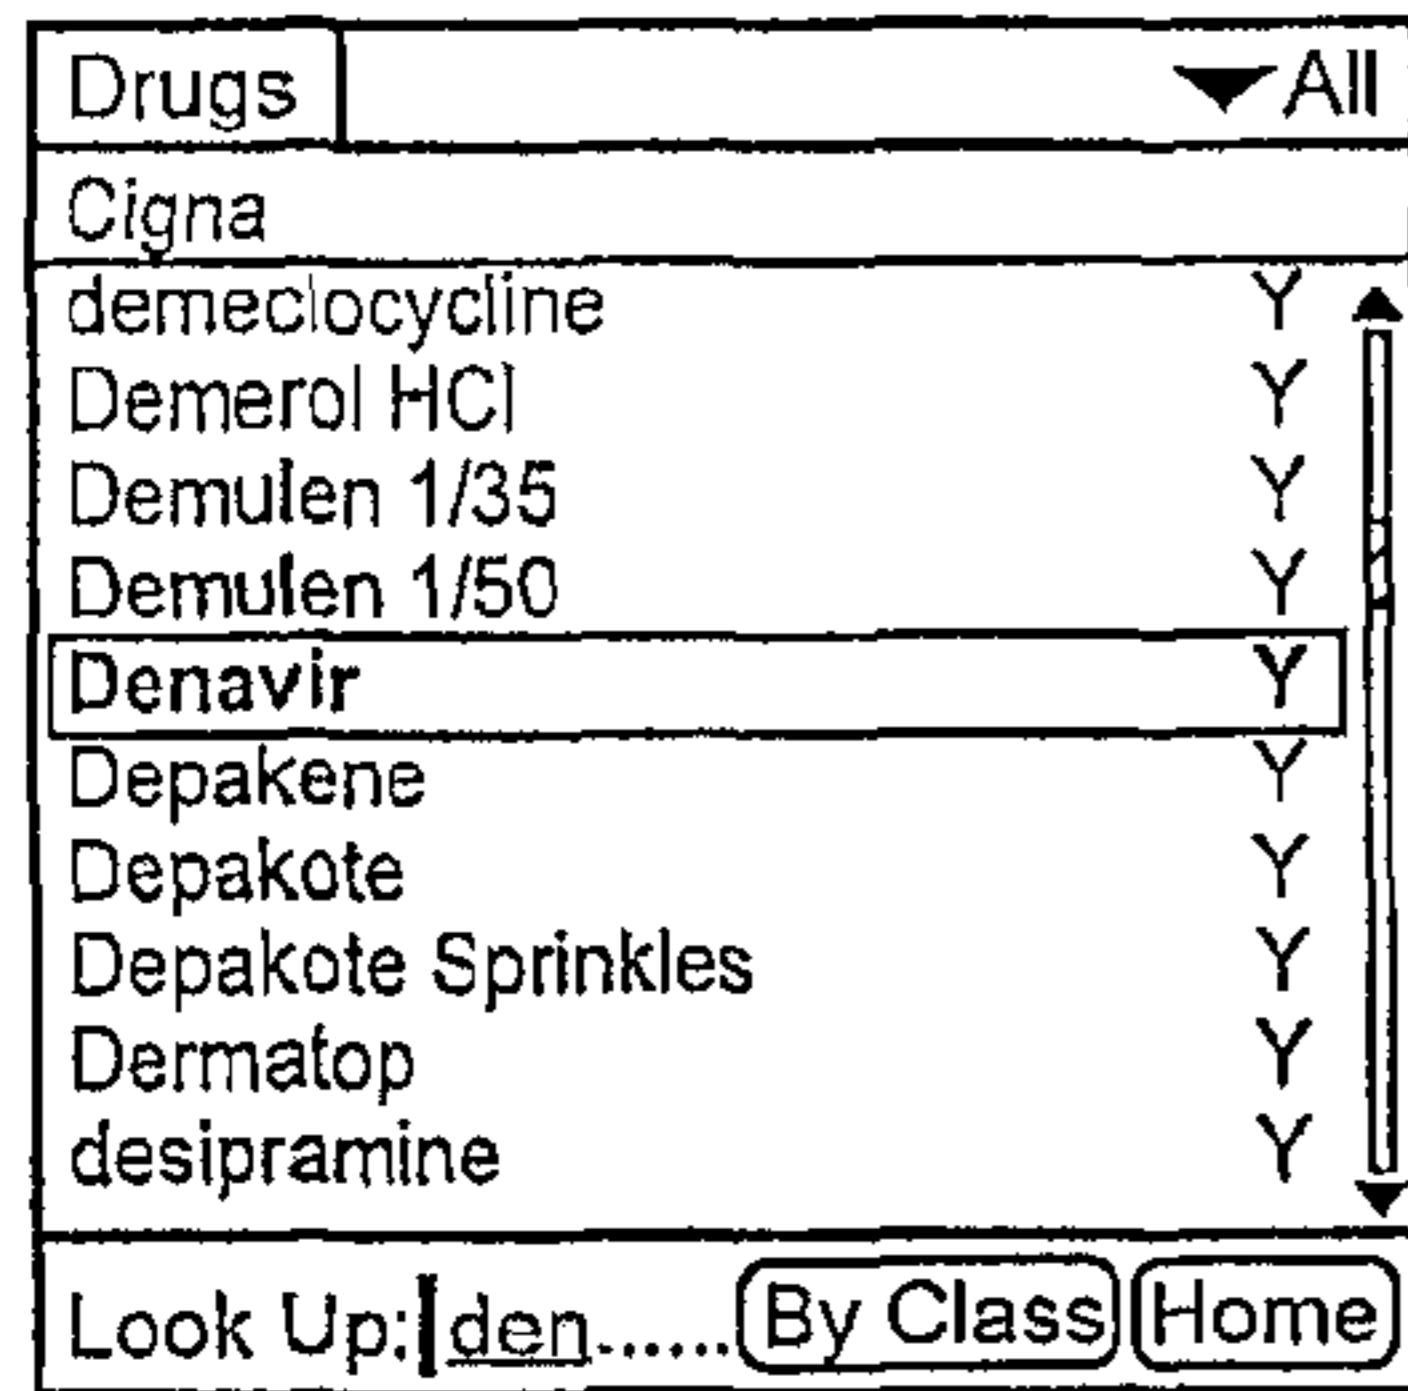 Drugs All
Cigna
demeclocycline Y
Demerol HCl Y
Demulen 1/35 Y
Demulen 1/50 Y
Denavir Y
Depakene Y
Depakote Y
Depakote Sprinkles Y
Dermatop Y
desipramine Y
Look Up: den...... By Class Home